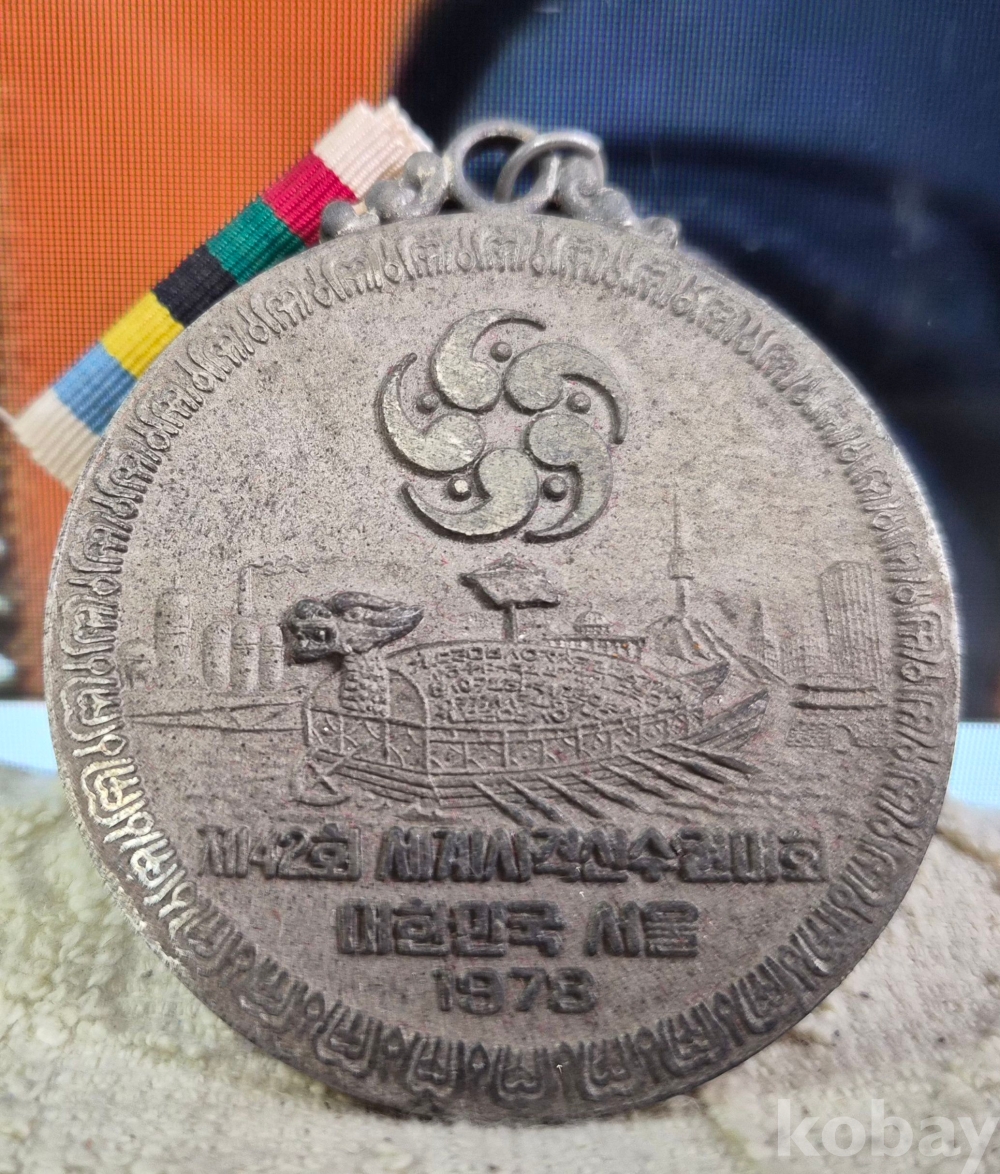 제42회 세계사격선수권대회
대한민국 서울
1978
kobay